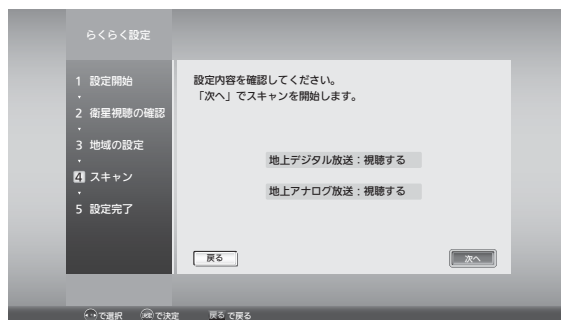 らくらく設定
1 設定開始
2 衛星視聴の確認
3 地域の設定
4 スキャン
5 設定完了
設定内容を確認してください。
「次へ」でスキャンを開始します。
地上デジタル放送：視聴する
地上アナログ放送：視聴する
戻る
次へ
で選択 決定 で決定 戻る で戻る